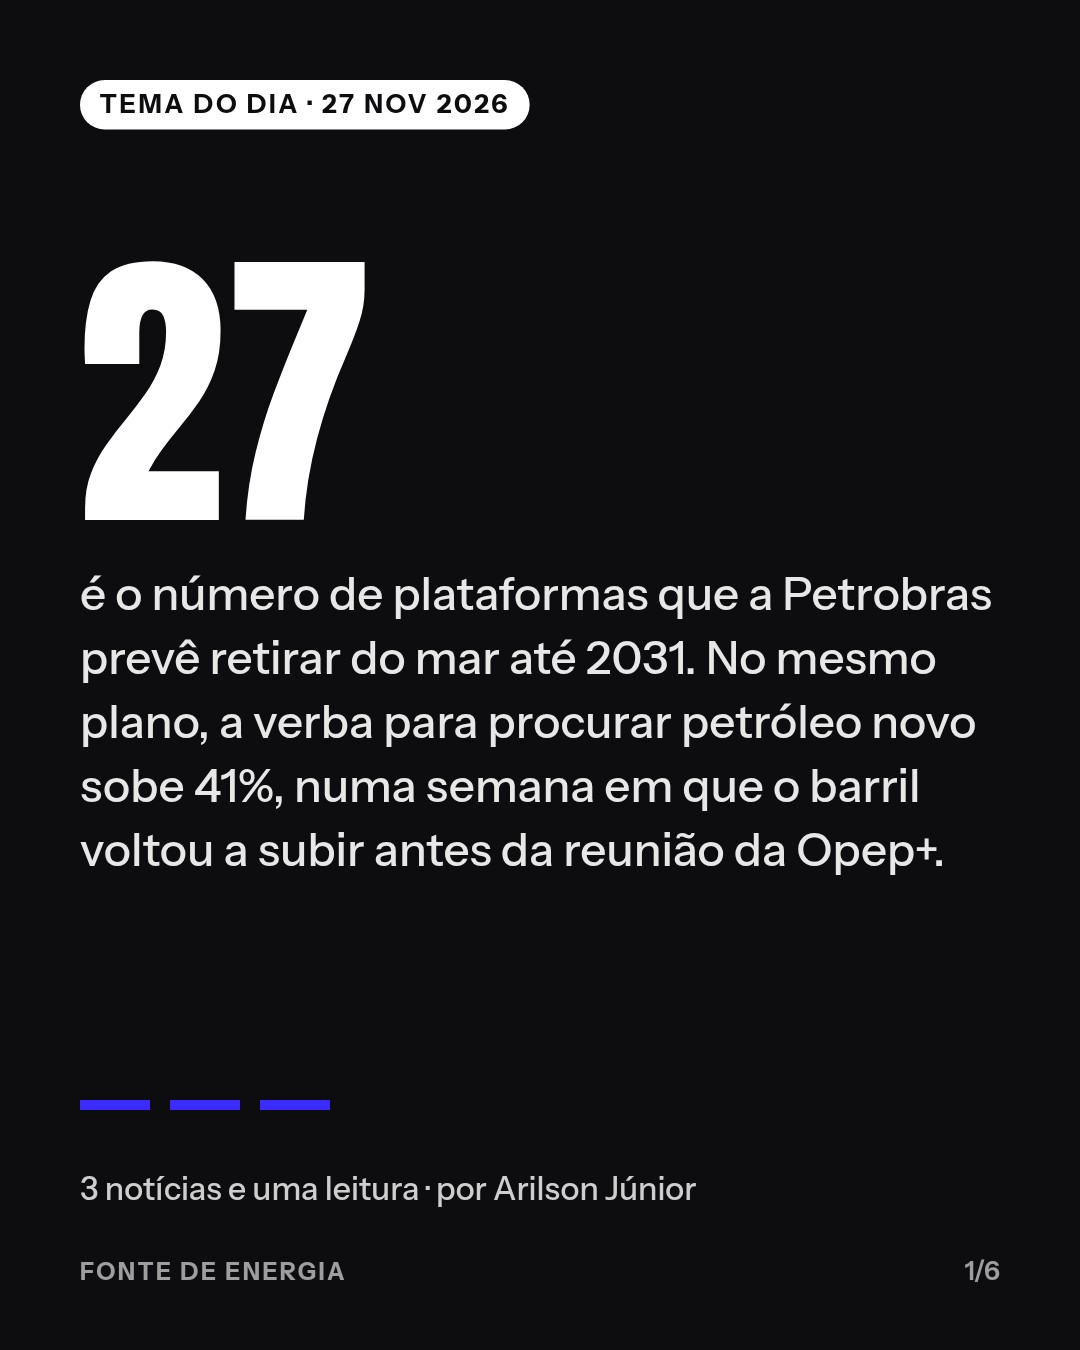 TEMA DO DIA · 27 NOV 2026
27
é o número de plataformas que a Petrobras
prevê retirar do mar até 2031. No mesmo
plano, a verba para procurar petróleo novo
sobe 41%, numa semana em que o barril
voltou a subir antes da reunião da Opep+.
3 notícias e uma leitura · por Arilson Júnior
FONTE DE ENERGIA
1/6